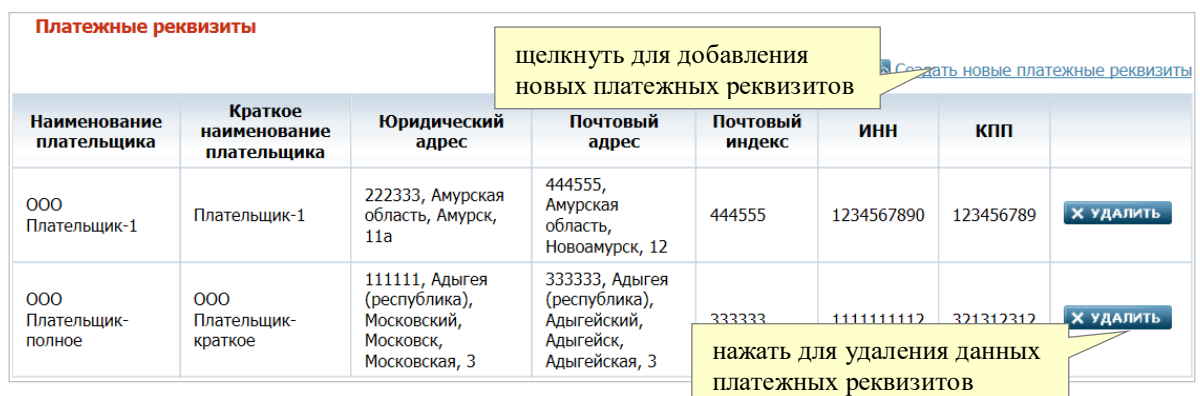 Платежные реквизиты
щелкнуть для добавления
новых платежных реквизитов
Создать новые платежные реквизиты
Наименование
плательщика
Краткое
наименование
плательщика
Юридический
адрес
Почтовый
адрес
Почтовый
индекс
ИНН
КПП
ООО
Плательщик-1
Плательщик-1
222333, Амурская
область, Амурск,
11а
444555,
Амурская
область,
Новоамурск, 12
444555
1234567890
123456789
X УДАЛИТЬ
ООО
Плательщик-
полное
ООО
Плательщик-
краткое
111111, Адыгея
(республика),
Московский,
Московск,
Московская, 3
333333, Адыгея
(республика),
Адыгейский,
Адыгейск,
Адыгейская, 3
333333
1111111112
321312312
X УДАЛИТЬ
нажать для удаления данных
платежных реквизитов